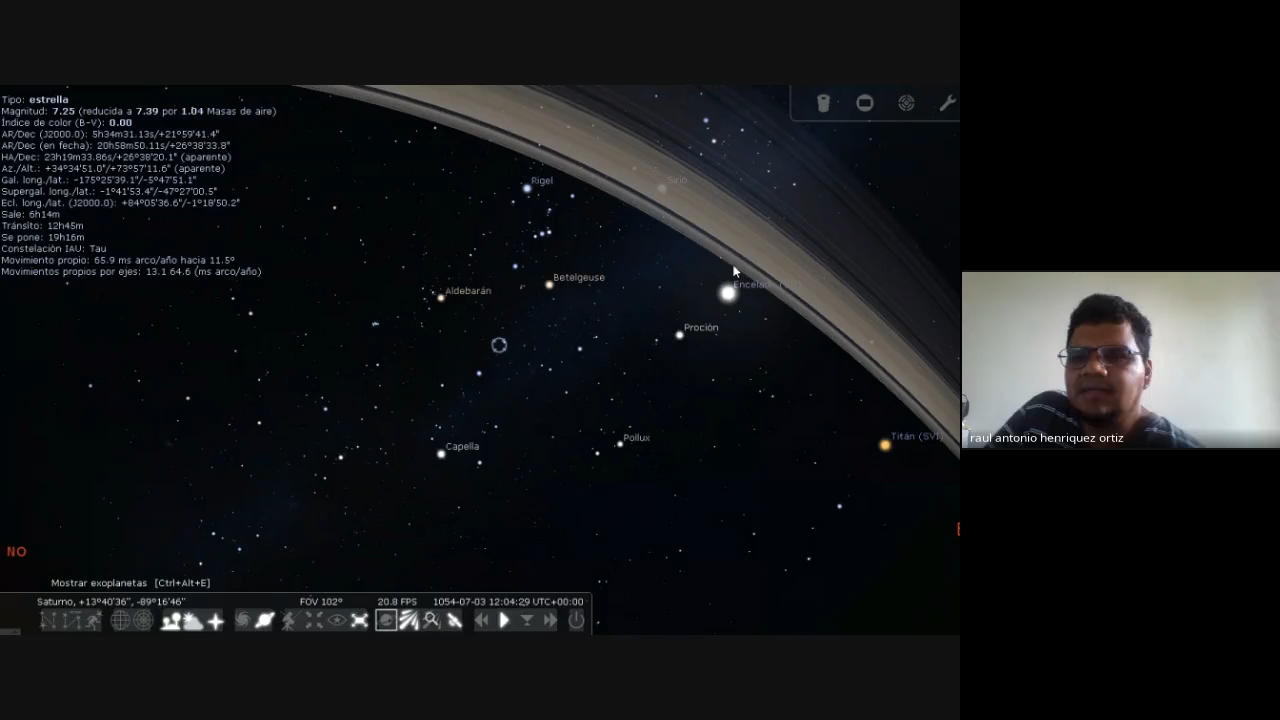 Tipo: estrella
Magnitud: 7.25 (reducida a 7.39 por 1.04 Masas de aire)
Índice de color (B-V): 0.00
AR/Dec (J2000.0): 5h34m31.13s/+21°59'41.4"
AR/Dec (en fecha): 20h58m50.11s/+26°38'33.8"
HA/Dec: 23h19m33.86s/+26°38'20.1" (aparente)
Az./Alt.: +34°34'51.0"/+73°57'11.6" (aparente)
Gal. long./lat.: -175°25'39.1"/-5°47'51.1"
Supergal. long./lat.: -1°41'53.4"/-47°27'00.5"
Ecl. long./lat. (J2000.0): +84°05'36.6"/-1°18'50.2"
Sale: 6h14m
Tránsito: 12h45m
Se pone: 19h16m
Constelación IAU: Tau
Movimiento propio: 65.9 ms arco/año hacia 11.5°
Movimientos propios por ejes: 13.1 64.6 (ms arco/año)
Rigel
Sirio
Betelgeuse
Aldebarán
Proción
Pollux
Capella
Titán (SVI)
raul antonio henriquez ortiz
NO
Mostrar exoplanetas [Ctrl+Alt+E]
Saturno, +13°40'36", -89°16'46" FOV 102° 20.8 FPS 1054-07-03 12:04:29 UTC+00:00